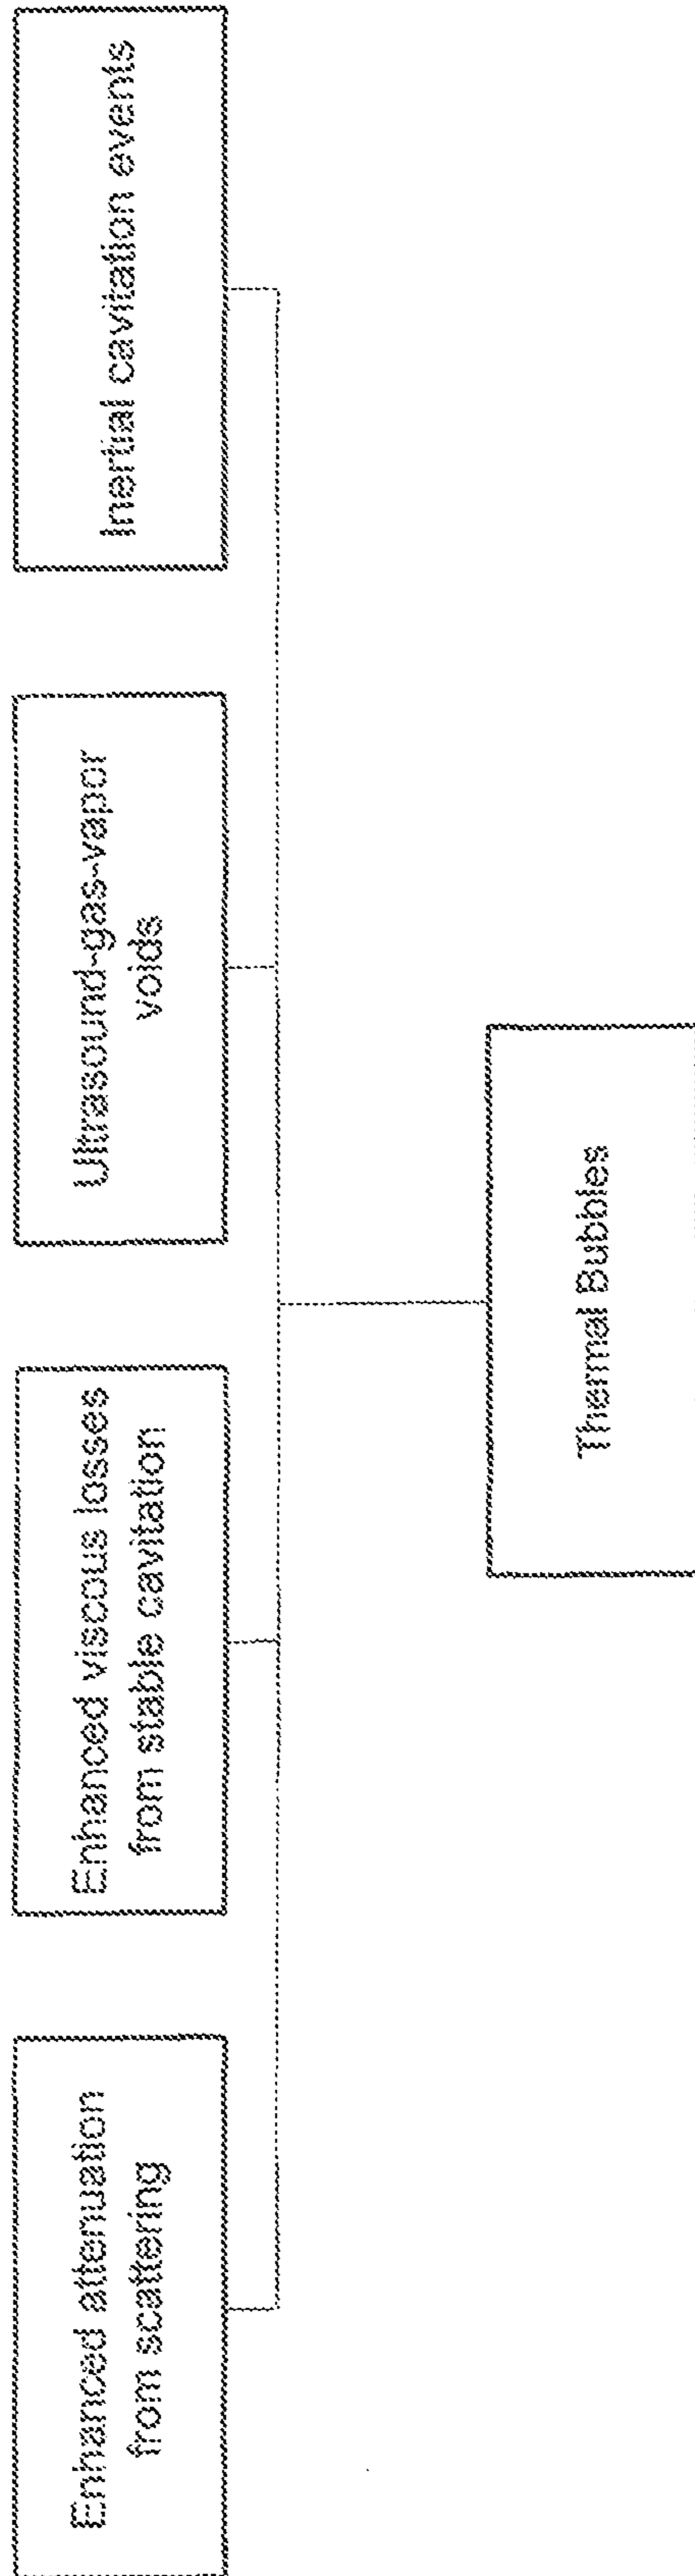 Enhanced attenuation
from scattering
Enhanced viscous losses
from stable cavitation
Ultrasound-gas-vapor
voids
Inertial cavitation events
Thermal Bubbles